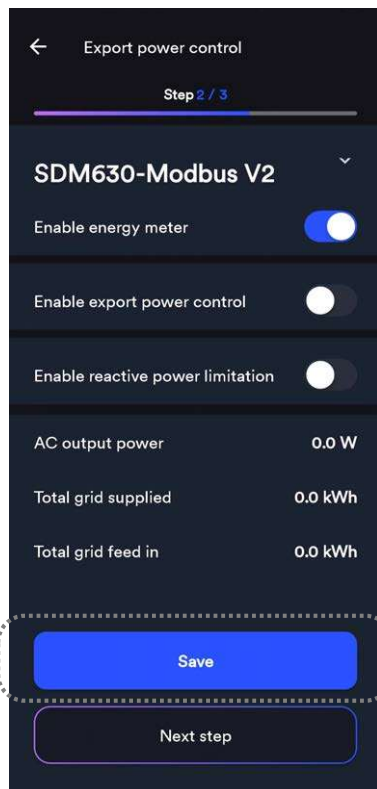 Export power control
Step 2 / 3
SDM630-Modbus V2
Enable energy meter
Enable export power control
Enable reactive power limitation
AC output power 0.0 W
Total grid supplied 0.0 kWh
Total grid feed in 0.0 kWh
Save
Next step